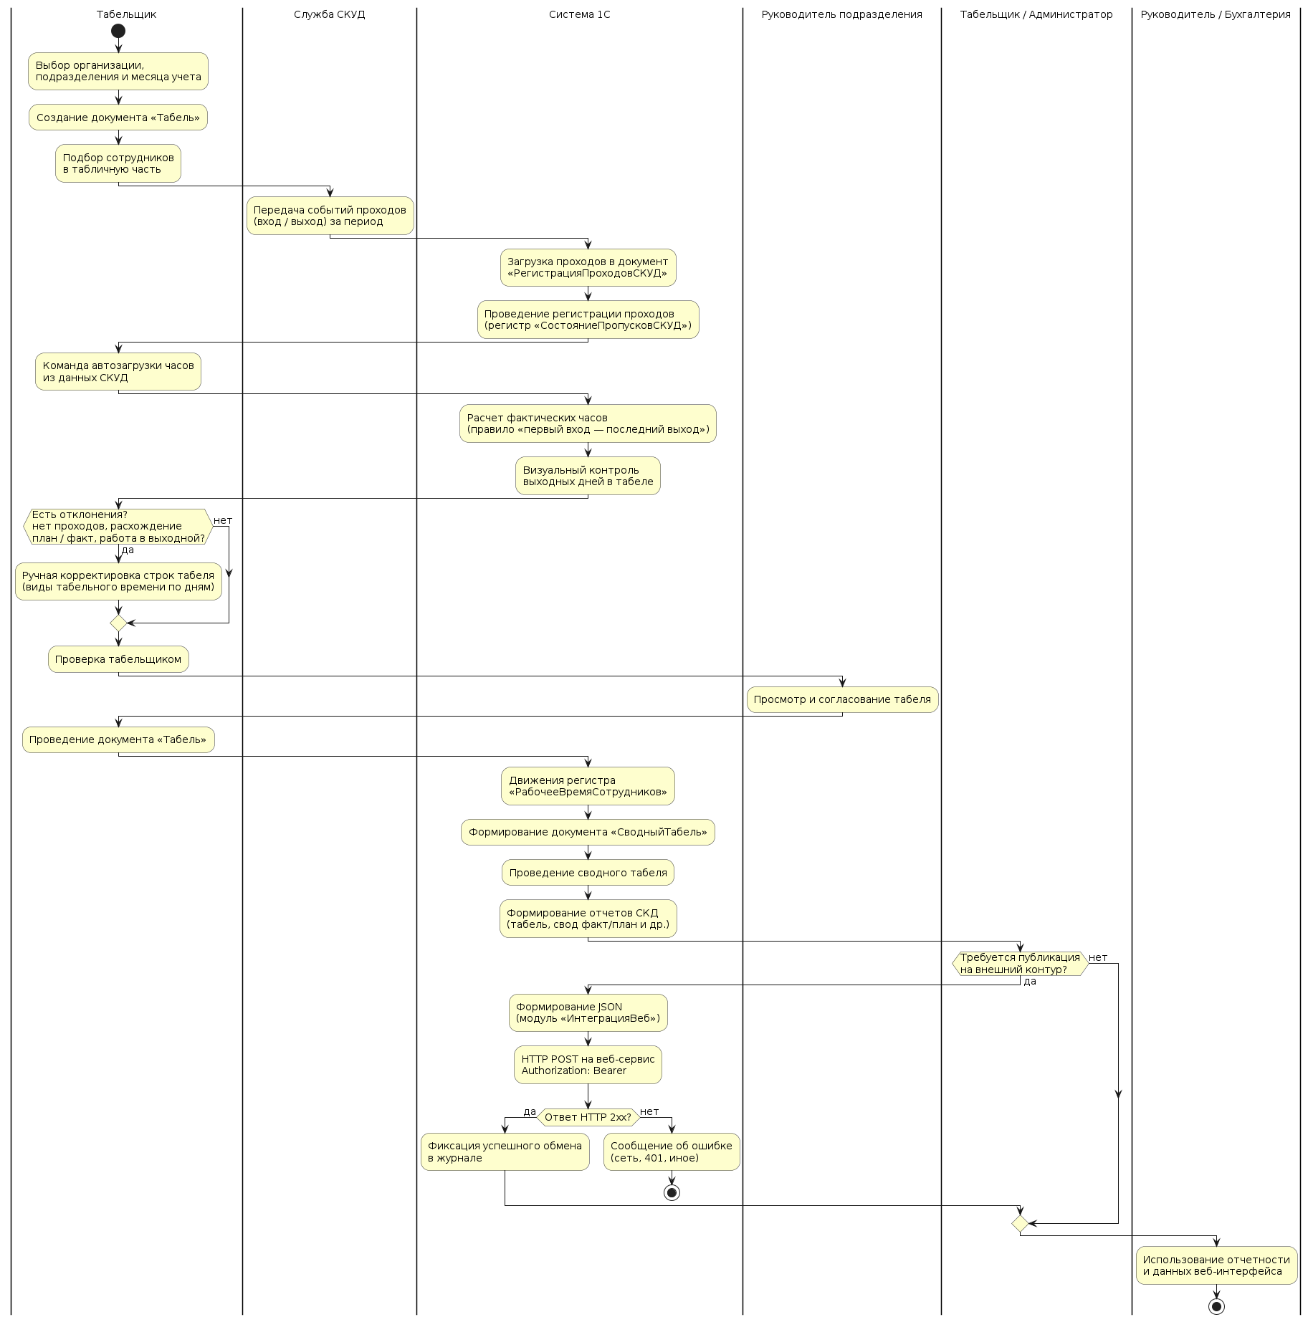 Табельщик
Служба СКУД
Система 1С
Руководитель подразделения
Табельщик / Администратор
Руководитель / Бухгалтерия
Выбор организации,
подразделения и месяца учета
Создание документа «Табель»
Подбор сотрудников
в табличную часть
Передача событий проходов
(вход / выход) за период
Загрузка проходов в документ
«РегистрацияПроходовСКУД»
Проведение регистрации проходов
(регистр «СостояниеПропусковСКУД»)
Команда автозагрузки часов
из данных СКУД
Расчет фактических часов
(правило «первый вход — последний выход»)
Визуальный контроль
выходных дней в табеле
Есть отклонения?
нет проходов, расхождение
план / факт, работа в выходной?
нет
да
Ручная корректировка строк табеля
(виды табельного времени по дням)
Проверка табельщиком
Просмотр и согласование табеля
Проведение документа «Табель»
Движения регистра
«РабочееВремяСотрудников»
Формирование документа «СводныйТабель»
Проведение сводного табеля
Формирование отчетов СКД
(табель, свод факт/план и др.)
Требуется публикация
на внешний контур?
нет
да
Формирование JSON
(модуль «ИнтеграцияВеб»)
HTTP POST на веб-сервис
Authorization: Bearer
да
Ответ HTTP 2xx?
нет
Фиксация успешного обмена
в журнале
Сообщение об ошибке
(сеть, 401, иное)
Использование отчетности
и данных веб-интерфейса